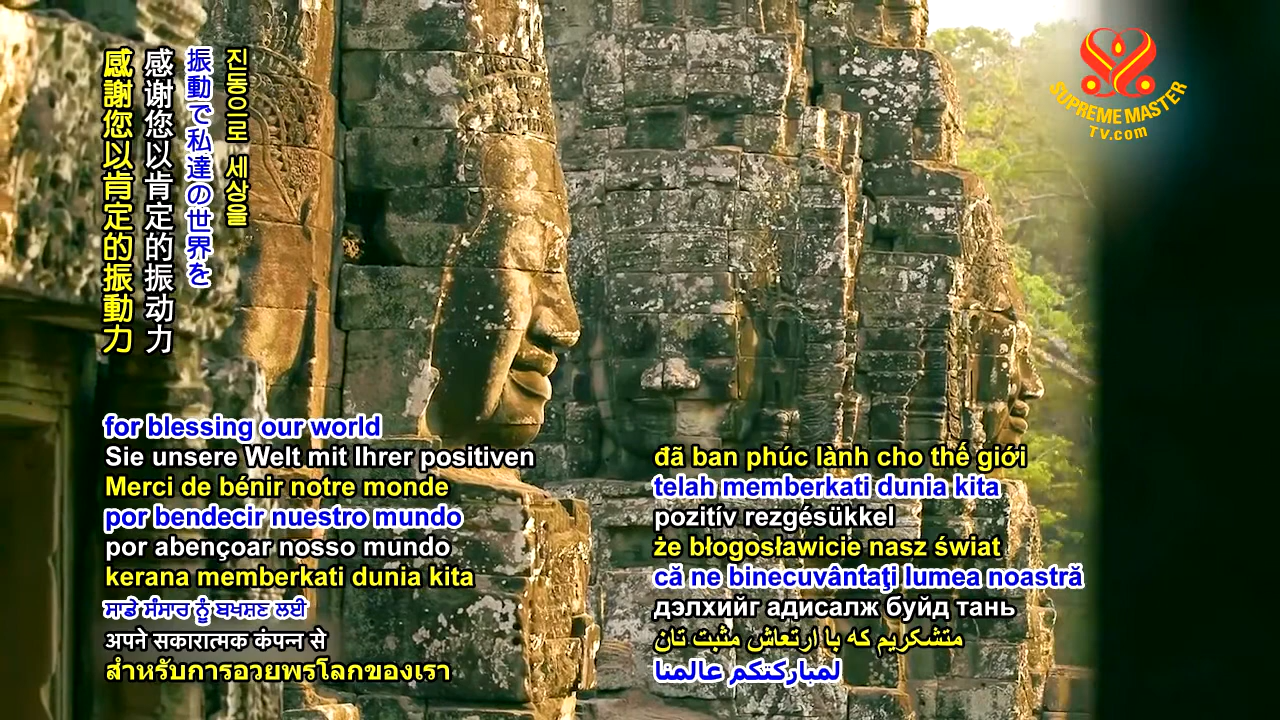 진동으로 세상을
振動で私達の世界を
感谢您以肯定的振动力
感謝您以肯定的振動力
SUPREME MASTER
TV.com
for blessing our world
Sie unsere Welt mit Ihrer positiven
Merci de bénir notre monde
por bendecir nuestro mundo
por abençoar nosso mundo
kerana memberkati dunia kita
ਸਾਡੇ ਸੰਸਾਰ ਨੂੰ ਬਖਸ਼ਣ ਲਈ
अपने सकारात्मक कंपन्न से
สำหรับการอวยพรโลกของเรา
đã ban phúc lành cho thế giới
telah memberkati dunia kita
pozitív rezgésükkel
że błogosławicie nasz świat
că ne binecuvântaţi lumea noastră
дэлхийг адисалж буйд тань
متشکریم که با ارتعاش مثبت تان
لمباركتكم عالمنا